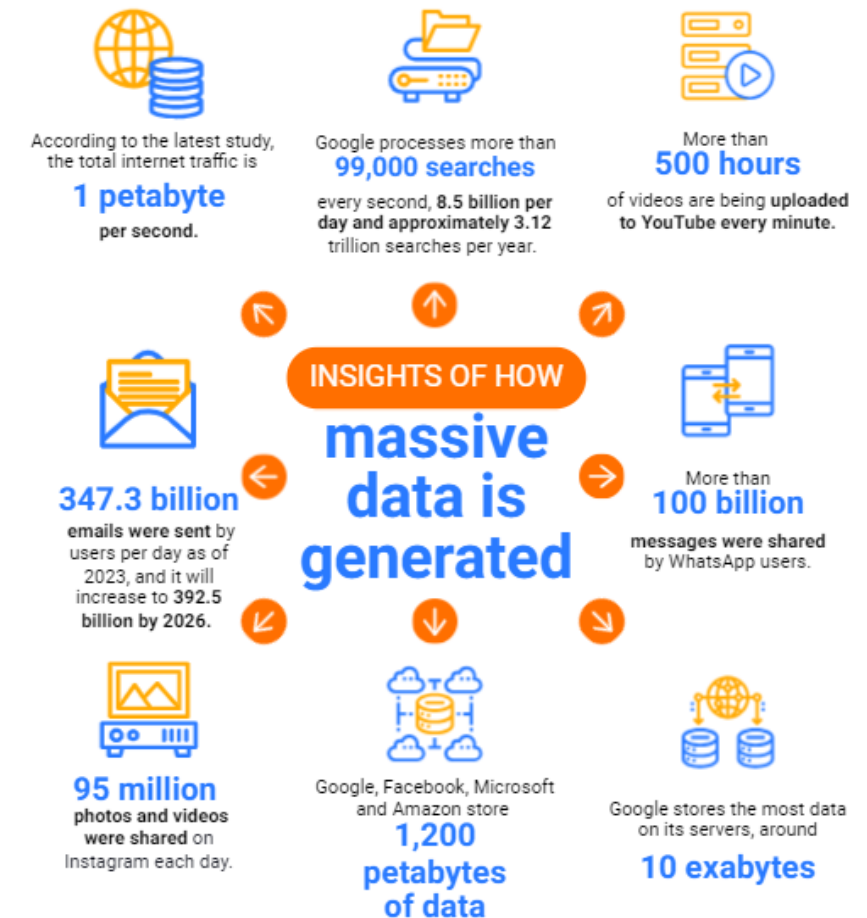 According to the latest study,
the total internet traffic is
1 petabyte
per second.
Google processes more than
99,000 searches
every second, 8.5 billion per
day and approximately 3.12
trillion searches per year.
More than
500 hours
of videos are being uploaded
to YouTube every minute.
INSIGHTS OF HOW
massive
data is
generated
347.3 billion
emails were sent by
users per day as of
2023, and it will
increase to 392.5
billion by 2026.
More than
100 billion
messages were shared
by WhatsApp users.
95 million
photos and videos
were shared on
Instagram each day.
Google, Facebook, Microsoft
and Amazon store
1,200
petabytes
of data
Google stores the most data
on its servers, around
10 exabytes